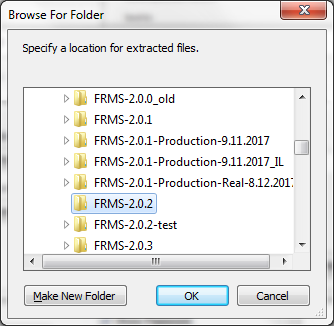 Browse For Folder
Specify a location for extracted files.
FRMS-2.0.0_old
FRMS-2.0.1
FRMS-2.0.1-Production-9.11.2017
FRMS-2.0.1-Production-9.11.2017_IL
FRMS-2.0.1-Production-Real-8.12.2017
FRMS-2.0.2
FRMS-2.0.2-test
FRMS-2.0.3
Make New Folder
OK
Cancel